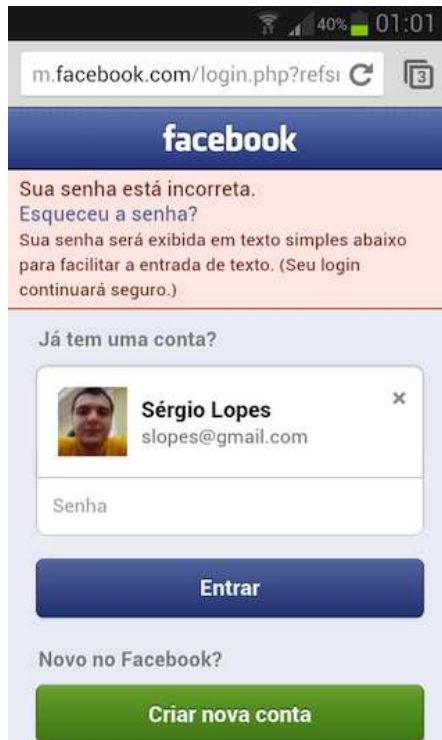 40% 01:01
m.facebook.com/login.php?refsi
3
facebook
Sua senha está incorreta.
Esqueceu a senha?
Sua senha será exibida em texto simples abaixo
para facilitar a entrada de texto. (Seu login
continuará seguro.)
Já tem uma conta?
Sérgio Lopes
slopes@gmail.com
Senha
Entrar
Novo no Facebook?
Criar nova conta